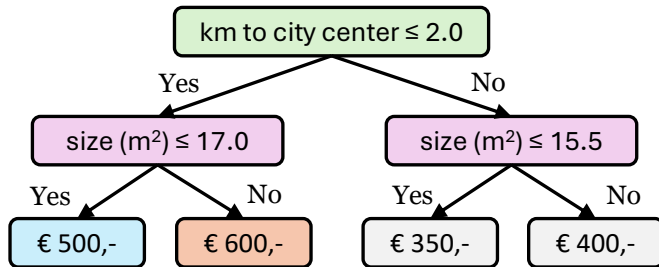 km to city center ≤ 2.0
Yes
No
size (m²) ≤ 17.0
size (m²) ≤ 15.5
Yes
No
Yes
No
€ 500,-
€ 600,-
€ 350,-
€ 400,-